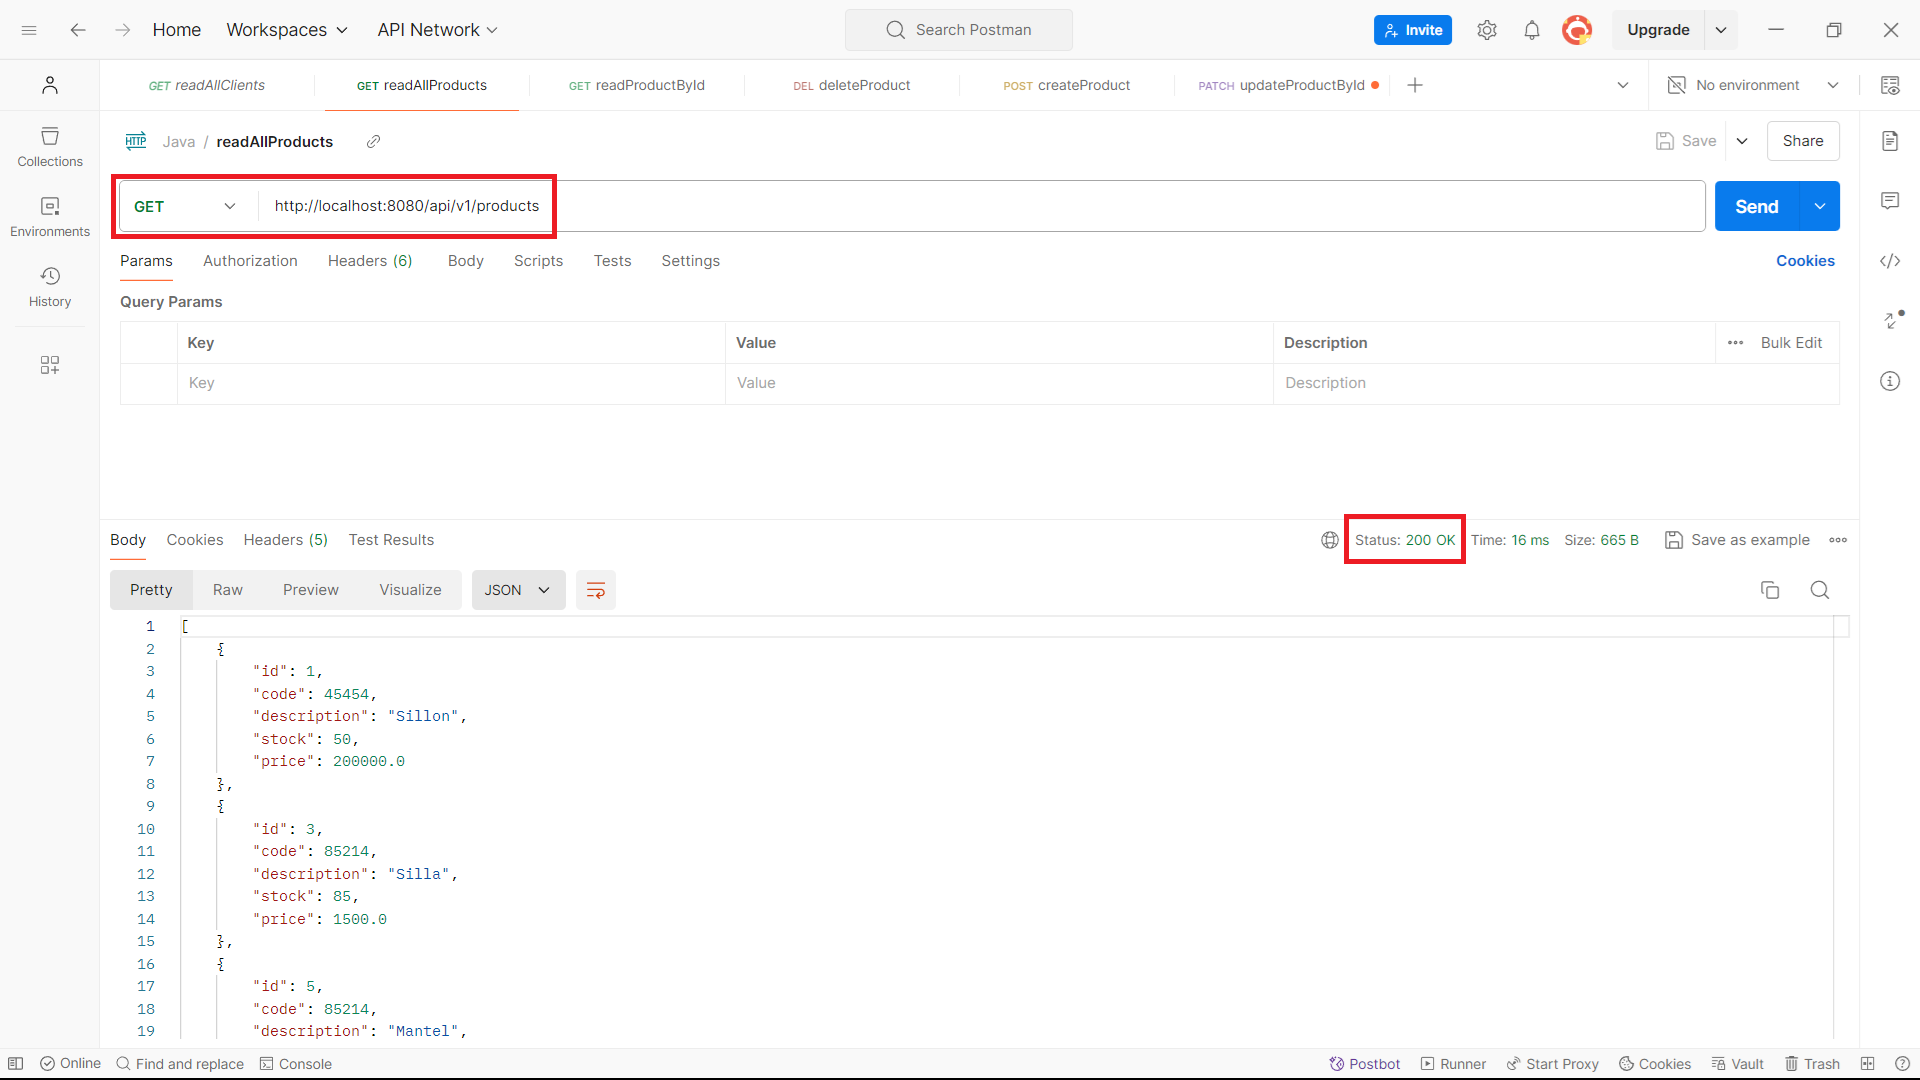 Home Workspaces API Network Search Postman Invite Upgrade
GET readAllClients GET readAllProducts GET readProductById DEL deleteProduct POST createProduct PATCH updateProductById No environment
HTTP Java / readAllProducts Save Share
Collections
GET http://localhost:8080/api/v1/products Send
Environments
Params Authorization Headers (6) Body Scripts Tests Settings Cookies
History
Query Params
Key Value Description Bulk Edit
Key Value Description
Body Cookies Headers (5) Test Results Status: 200 OK Time: 16 ms Size: 665 B Save as example
Pretty Raw Preview Visualize JSON
1 [
2 {
3 "id": 1,
4 "code": 45454,
5 "description": "Sillon",
6 "stock": 50,
7 "price": 200000.0
8 },
9 {
10 "id": 3,
11 "code": 85214,
12 "description": "Silla",
13 "stock": 85,
14 "price": 1500.0
15 },
16 {
17 "id": 5,
18 "code": 85214,
19 "description": "Mantel",
Online Find and replace Console Postbot Runner Start Proxy Cookies Vault Trash